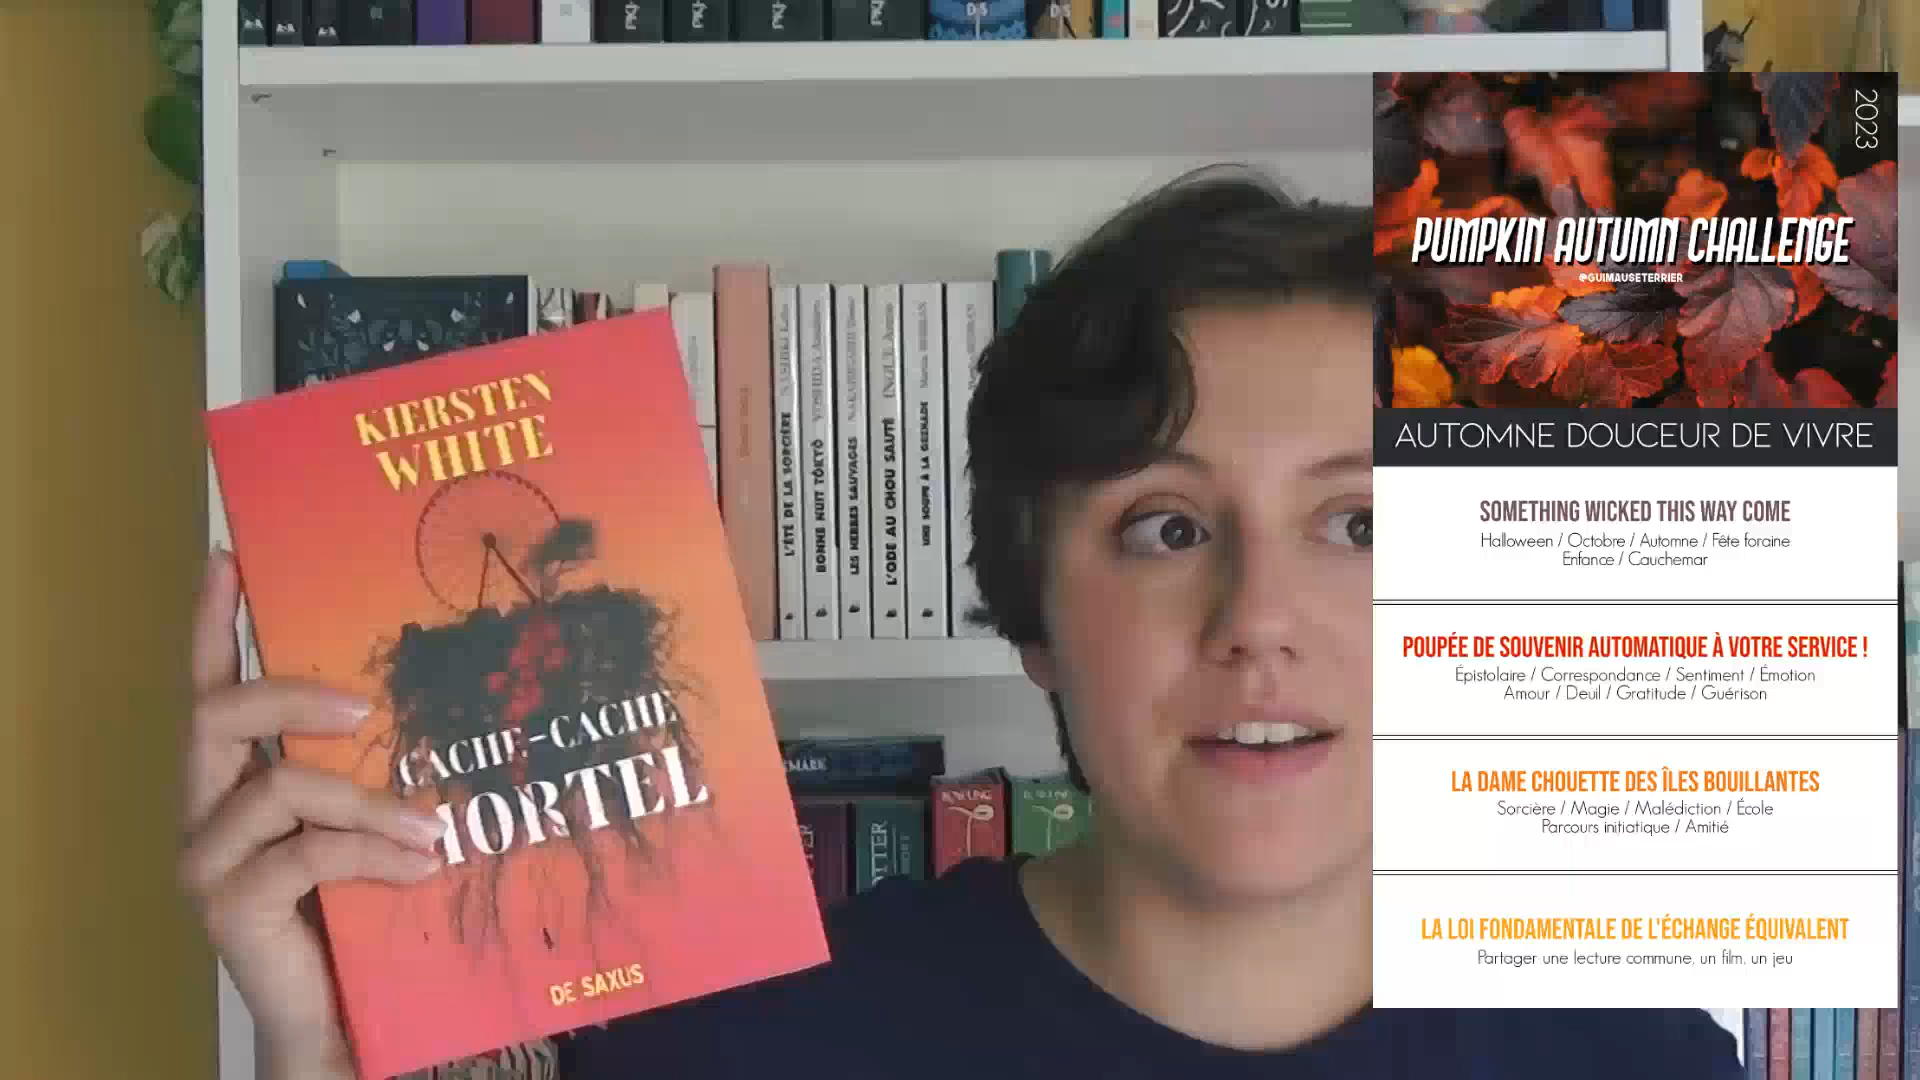 KIERSTEN
WHITE
CACHE-CACHE
MORTEL
DE SAXUS
L'ÉTÉ DE LA SORCIÈRE
BONNE NUIT TÔKYÔ
LES HERBES SAUVAGES
L'ODE AU CHOU SAUTÉ
UNE SOUPE À LA GRENADE
2023
PUMPKIN AUTUMN CHALLENGE
@GUIMAUSETERRIER
AUTOMNE DOUCEUR DE VIVRE
SOMETHING WICKED THIS WAY COME
Halloween / Octobre / Automne / Fête foraine
Enfance / Cauchemar
POUPÉE DE SOUVENIR AUTOMATIQUE À VOTRE SERVICE !
Épistolaire / Correspondance / Sentiment / Émotion
Amour / Deuil / Gratitude / Guérison
LA DAME CHOUETTE DES ÎLES BOUILLANTES
Sorcière / Magie / Malédiction / École
Parcours initiatique / Amitié
LA LOI FONDAMENTALE DE L'ÉCHANGE ÉQUIVALENT
Partager une lecture commune, un film, un jeu